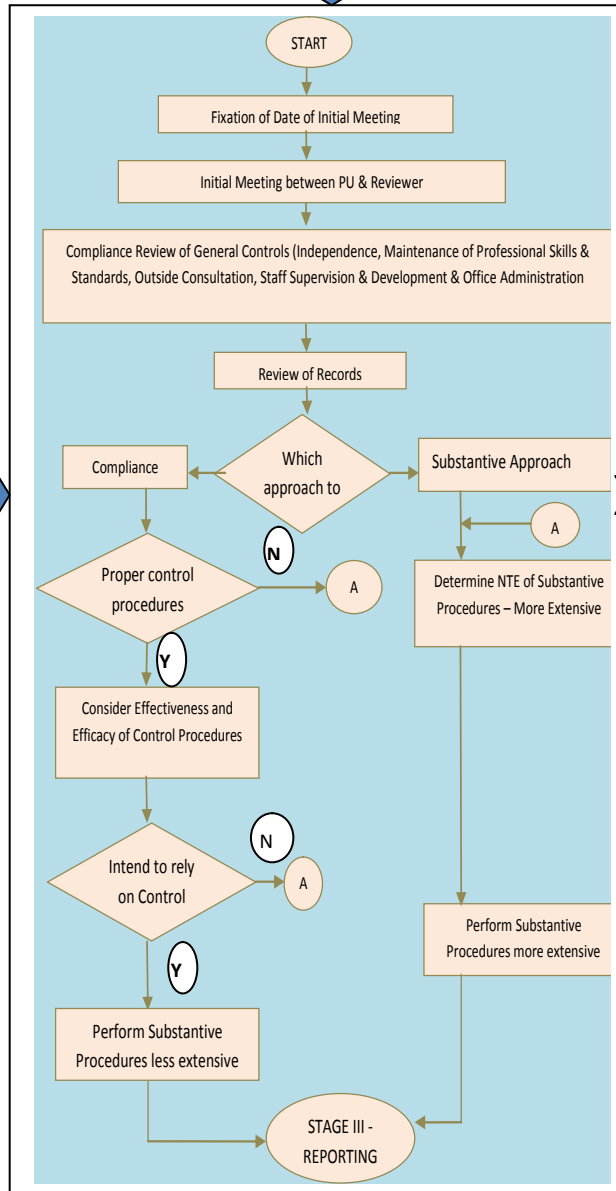 START
Fixation of Date of Initial Meeting
Initial Meeting between PU & Reviewer
Compliance Review of General Controls (Independence, Maintenance of Professional Skills &
Standards, Outside Consultation, Staff Supervision & Development & Office Administration
Review of Records
Which
approach to
Compliance
Substantive Approach
A
N
Proper control
procedures
A
Determine NTE of Substantive
Procedures – More Extensive
Y
Consider Effectiveness and
Efficacy of Control Procedures
N
Intend to rely
on Control
A
Perform Substantive
Procedures more extensive
Y
Perform Substantive
Procedures less extensive
STAGE III -
REPORTING